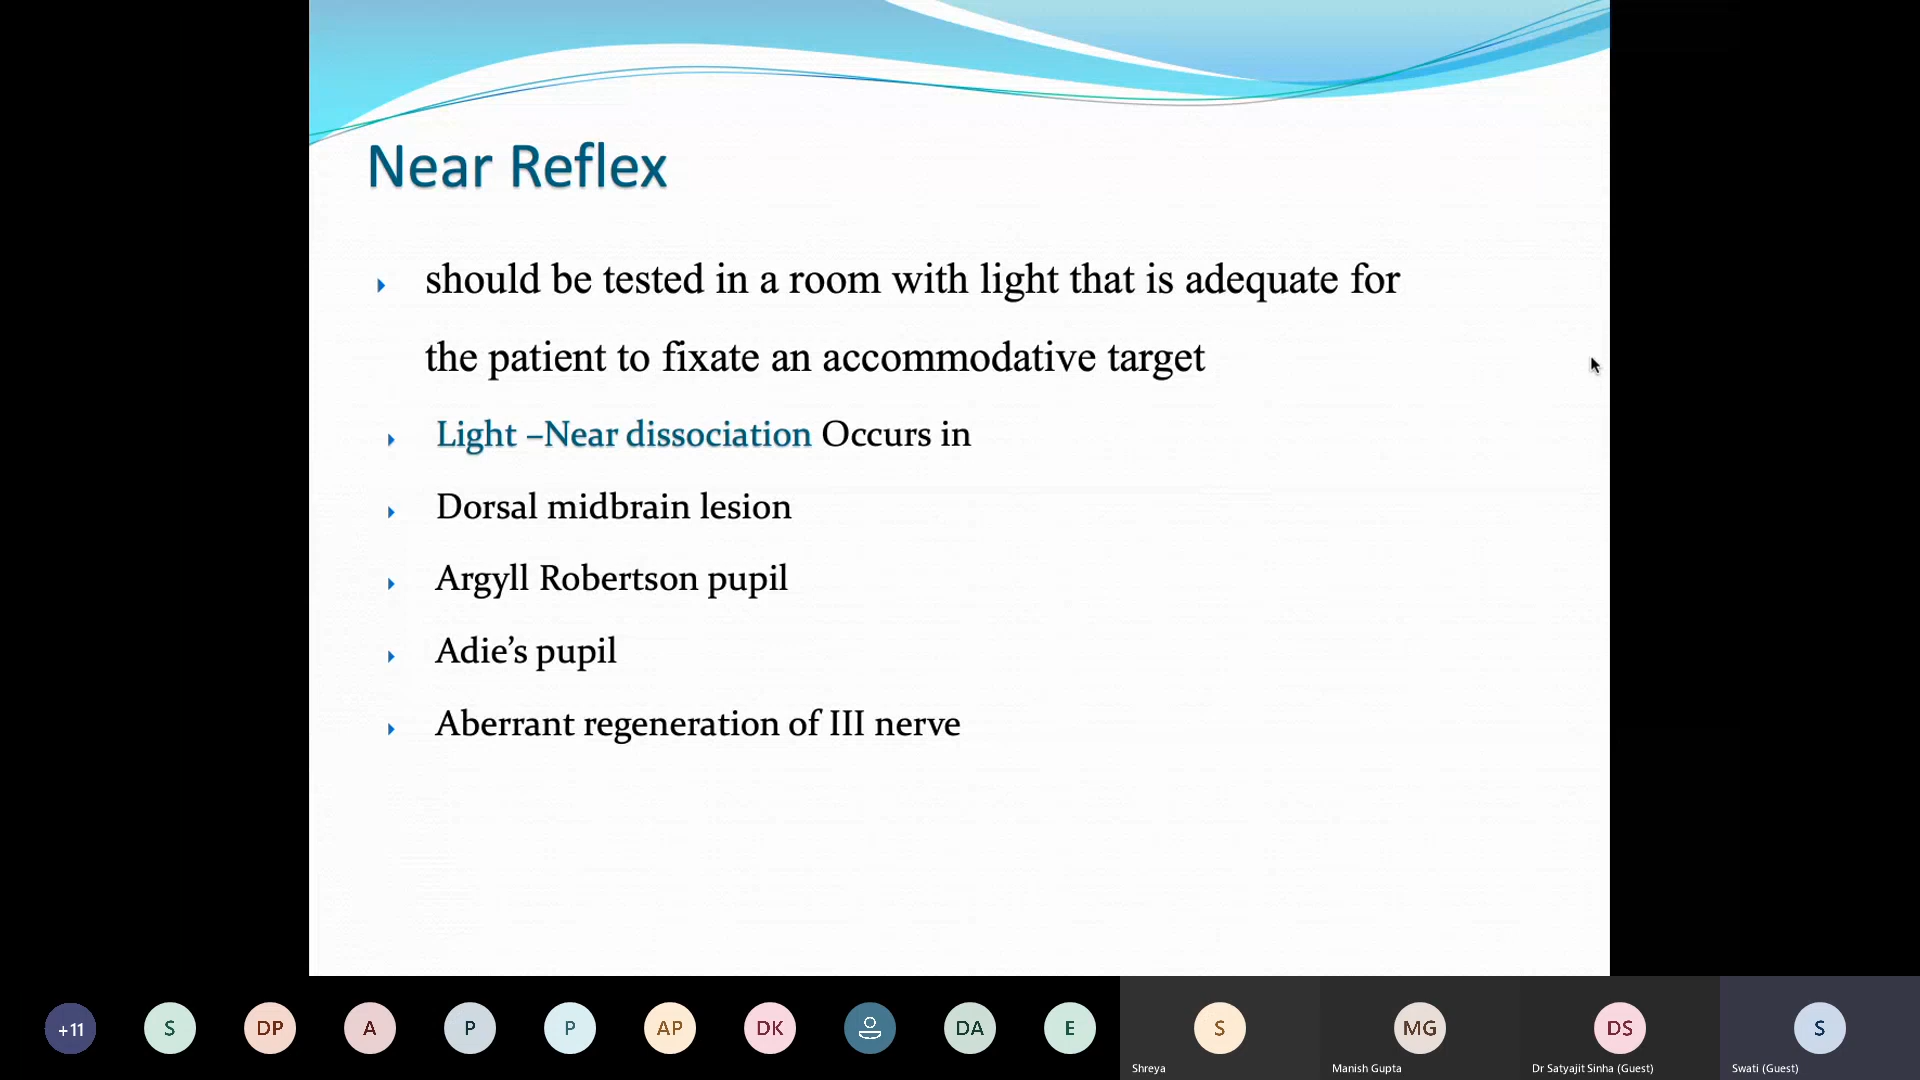 Near Reflex
should be tested in a room with light that is adequate for
the patient to fixate an accommodative target
Light –Near dissociation Occurs in
Dorsal midbrain lesion
Argyll Robertson pupil
Adie’s pupil
Aberrant regeneration of III nerve
+11
S
DP
A
P
P
AP
DK
DA
E
S
MG
DS
S
Shreya
Manish Gupta
Dr Satyajit Sinha (Guest)
Swati (Guest)